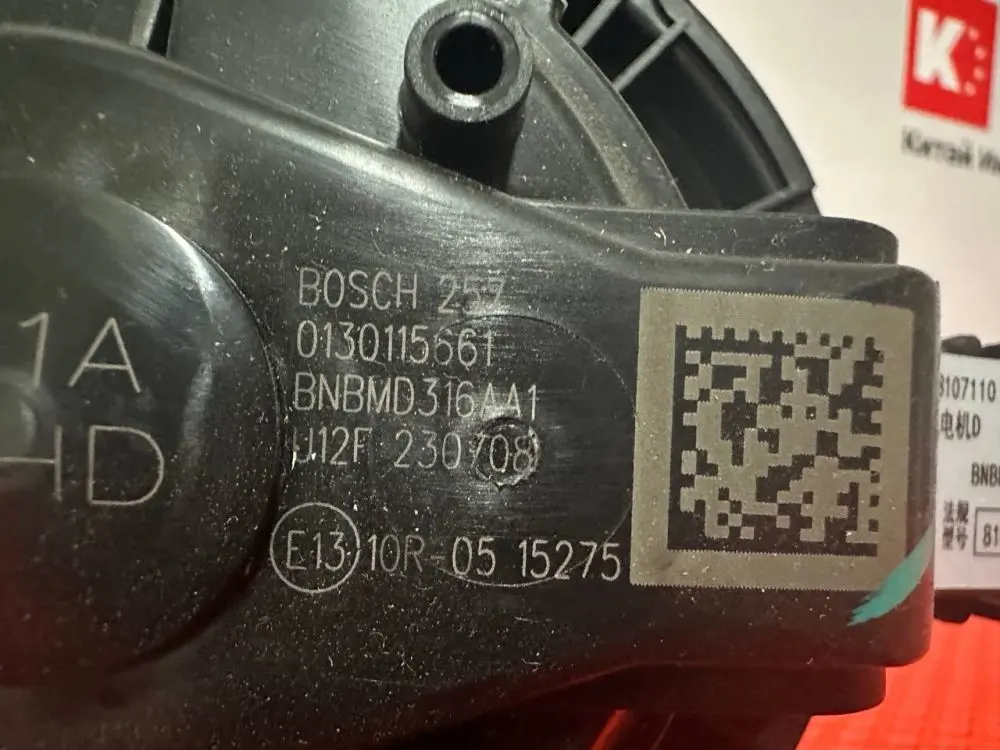 K
Китай
1A
HD
BOSCH 257
0130115661
BNBMD316AA1
U12F 230708
E13 10R-05 15275
8107110
电机D
法规
型号